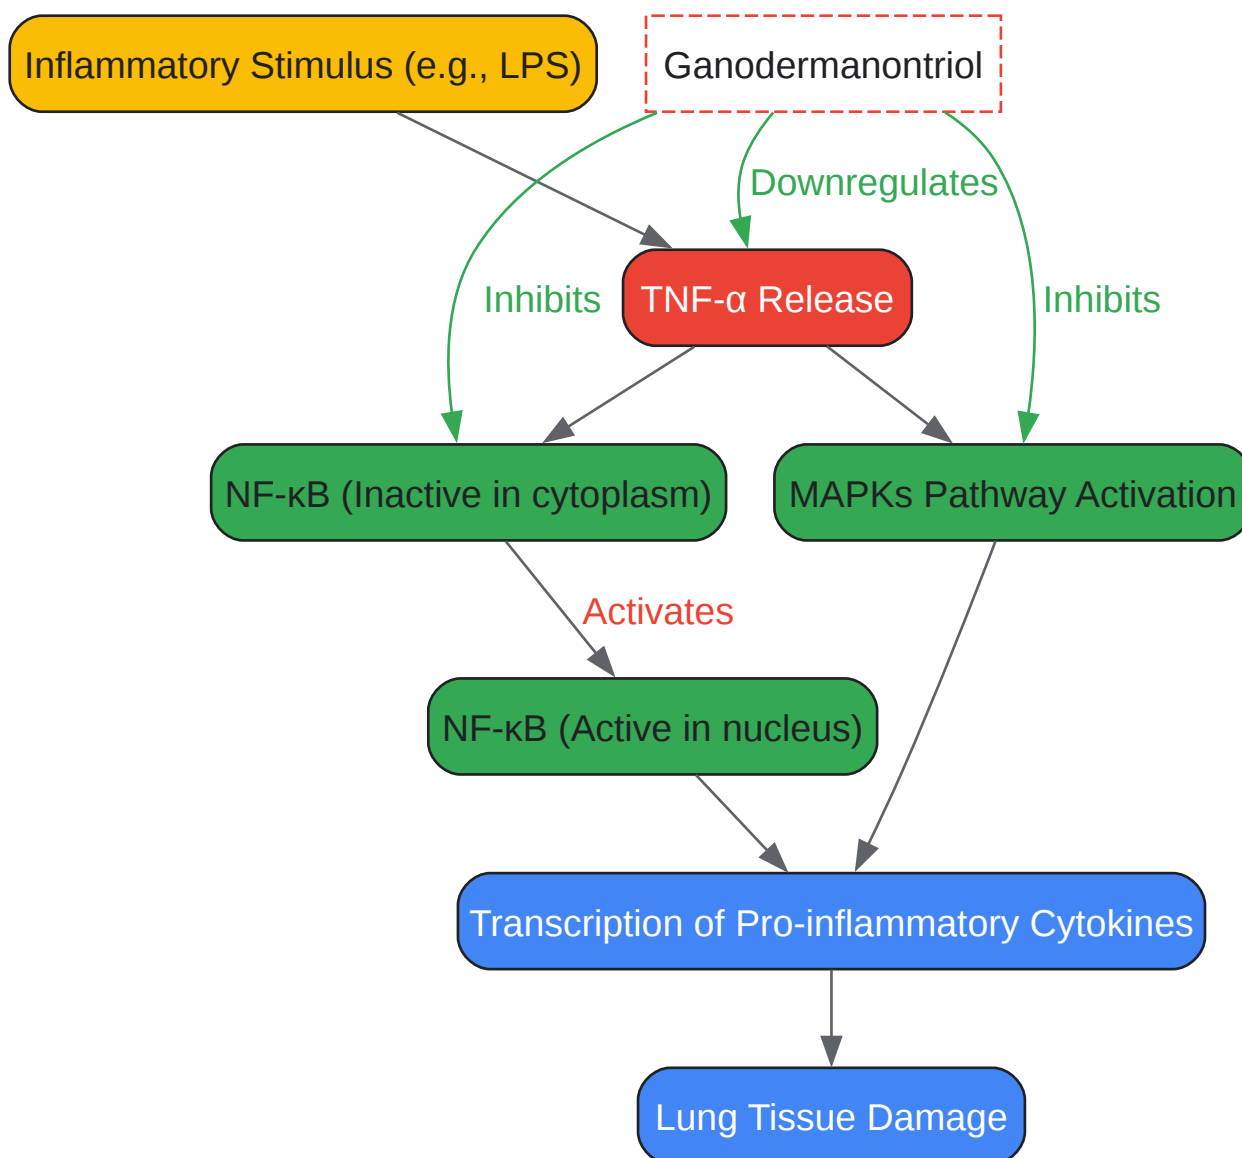 Inflammatory Stimulus (e.g., LPS)
Ganodermanontriol
Downregulates
Inhibits
TNF-α Release
Inhibits
NF-κB (Inactive in cytoplasm)
MAPKs Pathway Activation
Activates
NF-κB (Active in nucleus)
Transcription of Pro-inflammatory Cytokines
Lung Tissue Damage